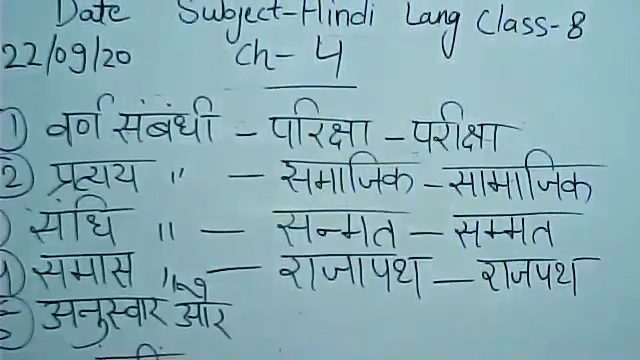 Date Subject-Hindi Lang Class-8
22/09/20 Ch-4
1) वर्ण संबंधी - परिक्षा - परीक्षा
2) प्रत्यय " - समाजिक - सामाजिक
संधि " - सन्मत - सम्मत
4) समास " - राजापथ - राजपथ
अनुस्वार और